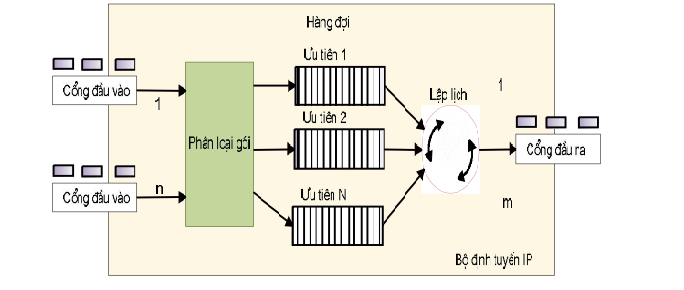 Hàng đợi
Ưu tiên 1
Lập lịch
1
Cổng đầu vào
1
Ưu tiên 2
Phân loại gói
Cổng đầu ra
n
Cổng đầu vào
Ưu tiên N
m
Bộ định tuyến IP